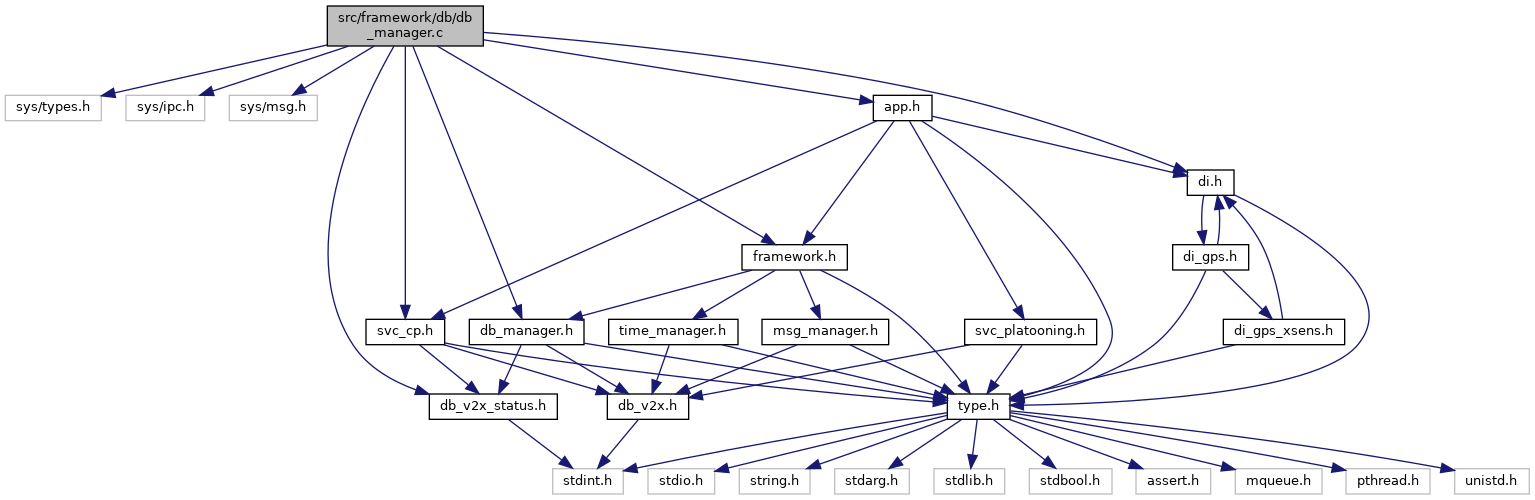 src/framework/db/db
_manager.c
sys/types.h
sys/ipc.h
sys/msg.h
app.h
di.h
framework.h
di_gps.h
svc_cp.h
db_manager.h
time_manager.h
msg_manager.h
svc_platooning.h
di_gps_xsens.h
db_v2x_status.h
db_v2x.h
type.h
stdint.h
stdio.h
string.h
stdarg.h
stdlib.h
stdbool.h
assert.h
mqueue.h
pthread.h
unistd.h